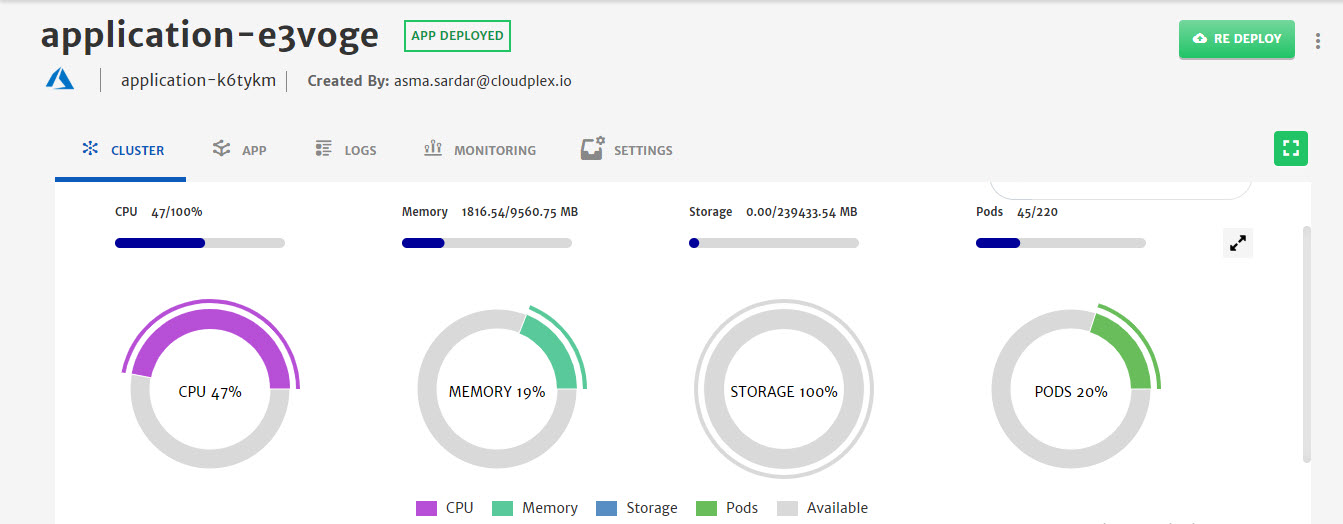 application-e3voge APP DEPLOYED RE DEPLOY
application-k6tykm Created By: asma.sardar@cloudplex.io
CLUSTER APP LOGS MONITORING SETTINGS
CPU 47/100% Memory 1816.54/9560.75 MB Storage 0.00/239433.54 MB Pods 45/220
CPU 47% MEMORY 19% STORAGE 100% PODS 20%
CPU Memory Storage Pods Available